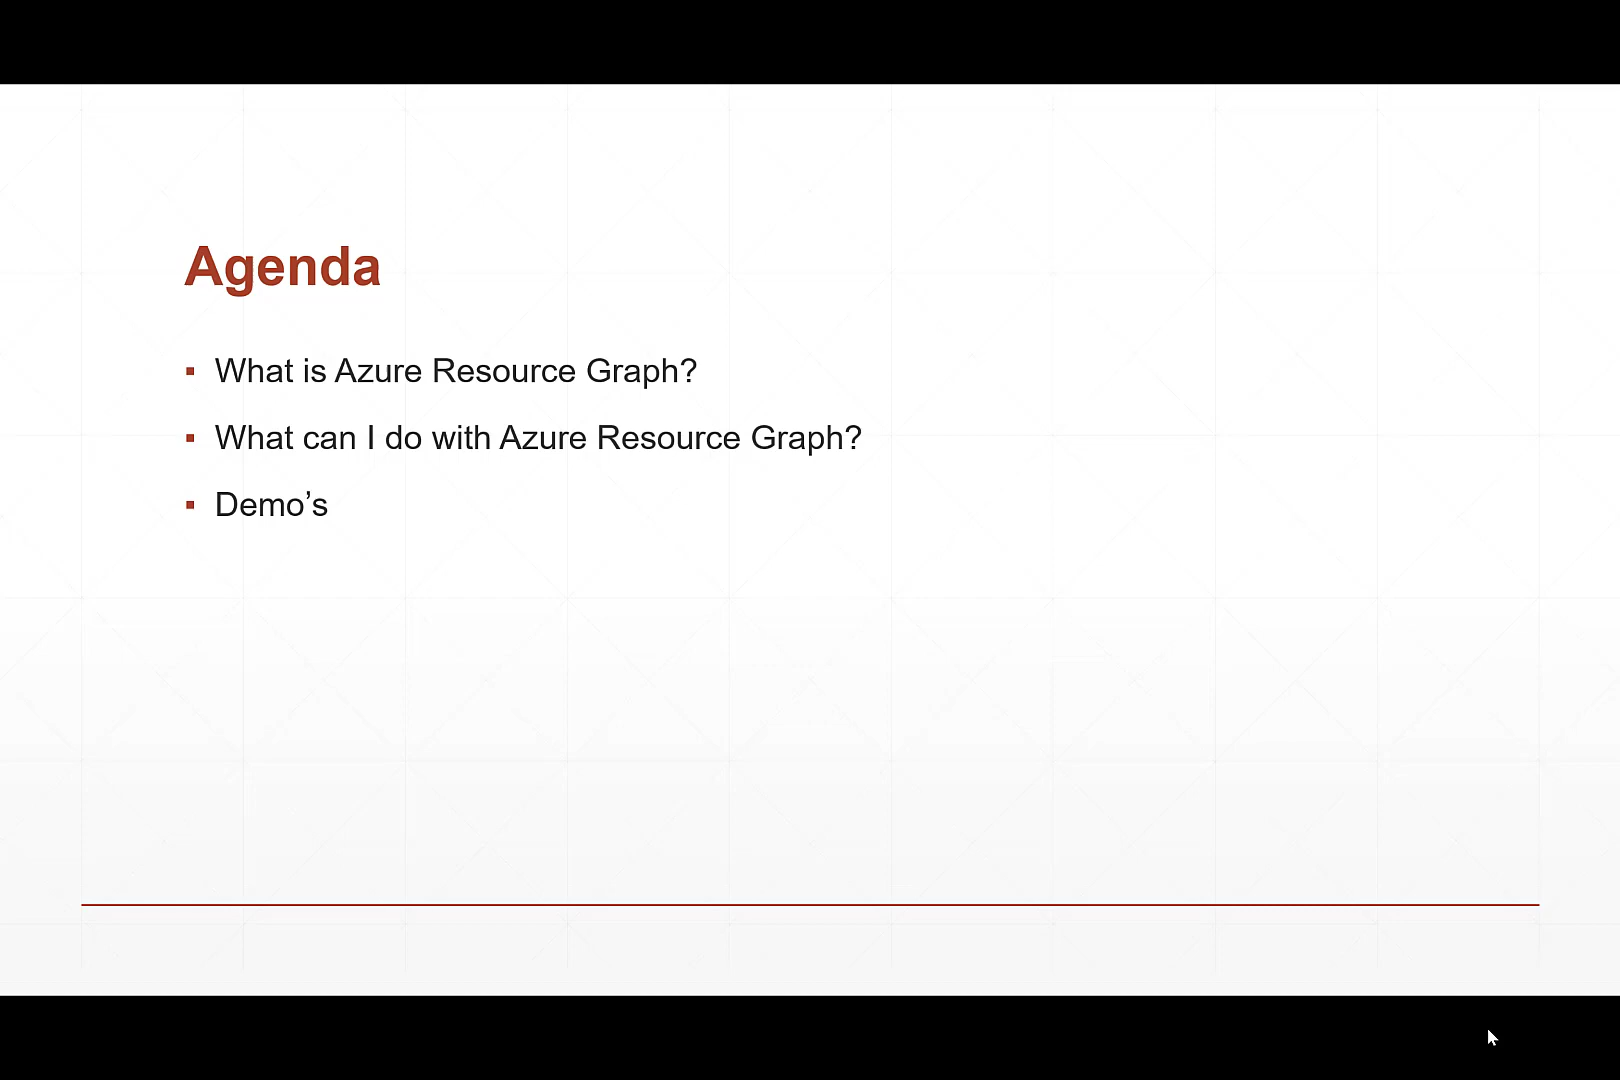 Agenda
What is Azure Resource Graph?
What can I do with Azure Resource Graph?
Demo’s